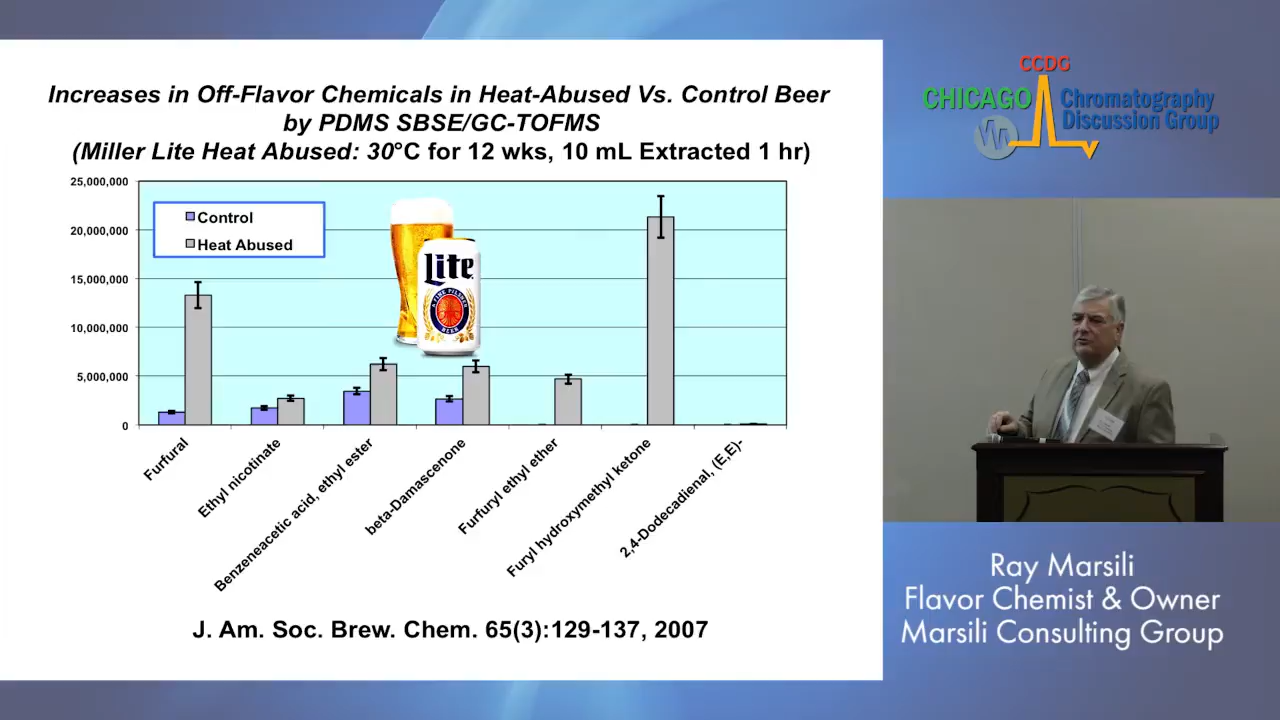 Increases in Off-Flavor Chemicals in Heat-Abused Vs. Control Beer
by PDMS SBSE/GC-TOFMS
(Miller Lite Heat Abused: 30°C for 12 wks, 10 mL Extracted 1 hr)
25,000,000
20,000,000
15,000,000
10,000,000
5,000,000
0
Control
Heat Abused
Lite
A FINE PILSNER
BEER
Furfural
Ethyl nicotinate
Benzeneacetic acid, ethyl ester
beta-Damascenone
Furfuryl ethyl ether
Furyl hydroxymethyl ketone
2,4-Dodecadienal, (E,E)-
J. Am. Soc. Brew. Chem. 65(3):129-137, 2007
CCDG
CHICAGO
Chromatography
Discussion Group
Ray Marsili
Flavor Chemist & Owner
Marsili Consulting Group